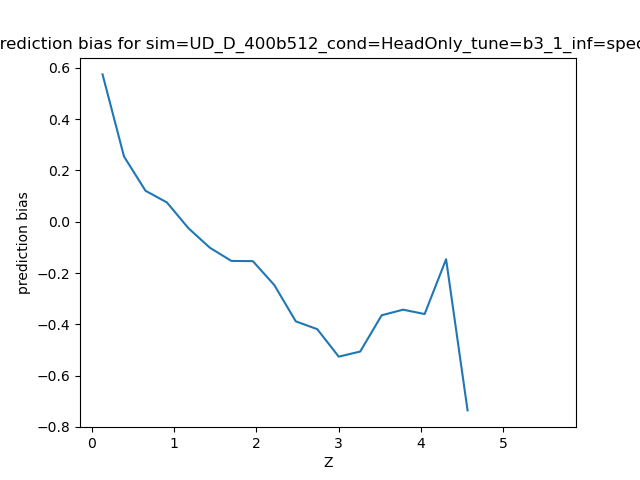 rediction bias for sim=UD_D_400b512_cond=HeadOnly_tune=b3_1_inf=spec
0.6
0.4
0.2
0.0
−0.2
−0.4
−0.6
−0.8
prediction bias
0 1 2 3 4 5
Z